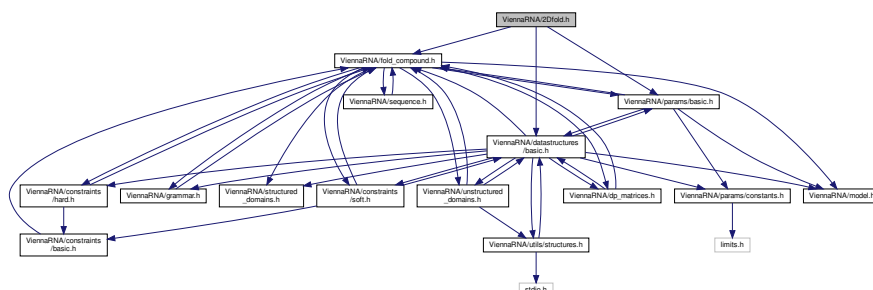 ViennaRNA/2Dfold.h
ViennaRNA/fold_compound.h
ViennaRNA/sequence.h
ViennaRNA/params/basic.h
ViennaRNA/datastructures
/basic.h
ViennaRNA/constraints
/hard.h
ViennaRNA/grammar.h
ViennaRNA/structured
_domains.h
ViennaRNA/constraints
/soft.h
ViennaRNA/unstructured
_domains.h
ViennaRNA/dp_matrices.h
ViennaRNA/params/constants.h
ViennaRNA/model.h
ViennaRNA/constraints
/basic.h
ViennaRNA/utils/structures.h
limits.h
stdio.h